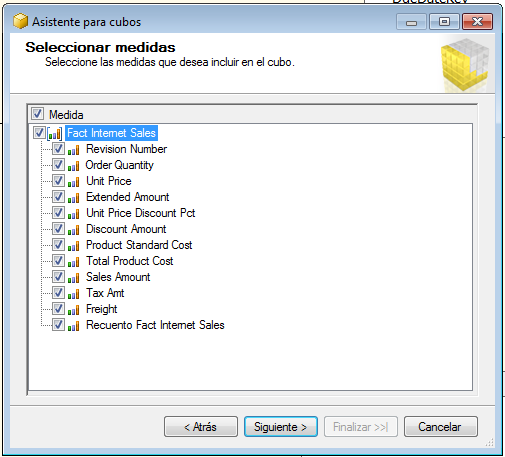 DueDateKey
Asistente para cubos
Seleccionar medidas
Seleccione las medidas que desea incluir en el cubo.
Medida
Fact Internet Sales
Revision Number
Order Quantity
Unit Price
Extended Amount
Unit Price Discount Pct
Discount Amount
Product Standard Cost
Total Product Cost
Sales Amount
Tax Amt
Freight
Recuento Fact Internet Sales
< Atrás
Siguiente >
Finalizar >>|
Cancelar